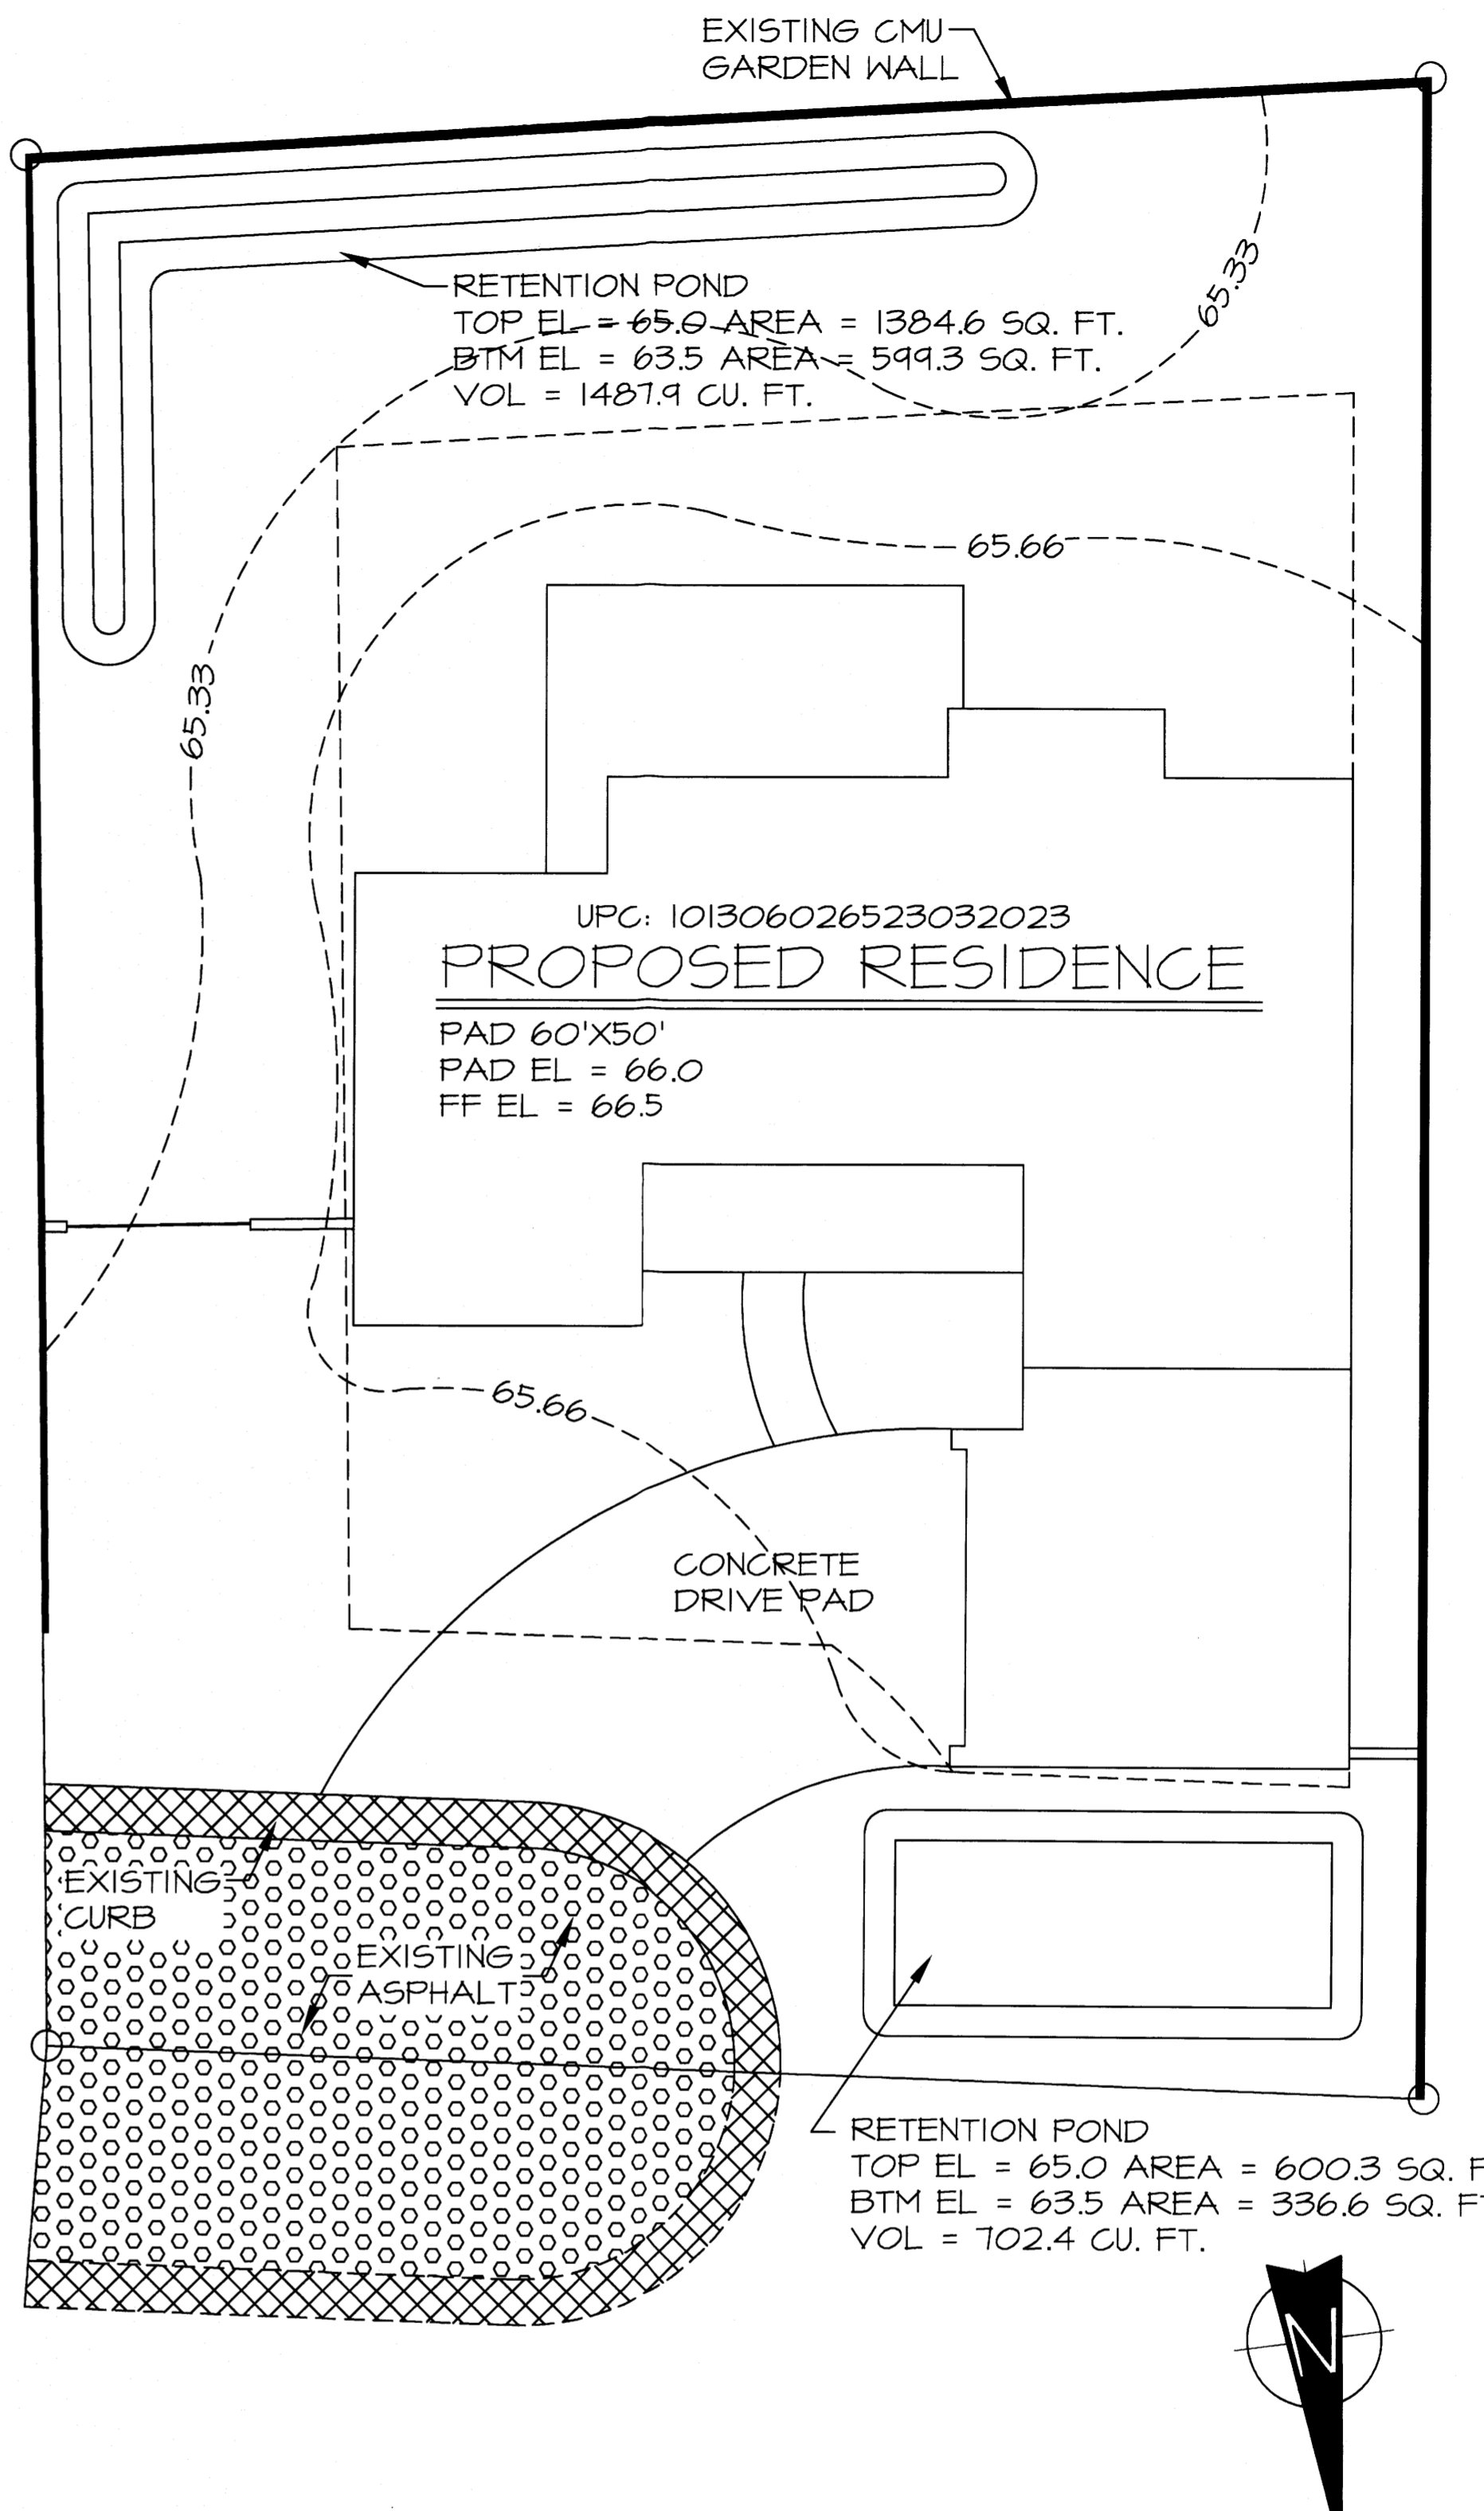 EXISTING CMU
GARDEN WALL
RETENTION POND
TOP EL = 65.0 AREA = 1384.6 SQ. FT.
BTM EL = 63.5 AREA = 599.3 SQ. FT.
VOL = 1487.9 CU. FT.
65.33
65.66
65.33
UPC: 101306026523032023
PROPOSED RESIDENCE
PAD 60'X50'
PAD EL = 66.0
FF EL = 66.5
65.66
CONCRETE
DRIVE PAD
EXISTING
CURB
EXISTING
ASPHALT
RETENTION POND
TOP EL = 65.0 AREA = 600.3 SQ. F
BTM EL = 63.5 AREA = 336.6 SQ. F
VOL = 702.4 CU. FT.
N